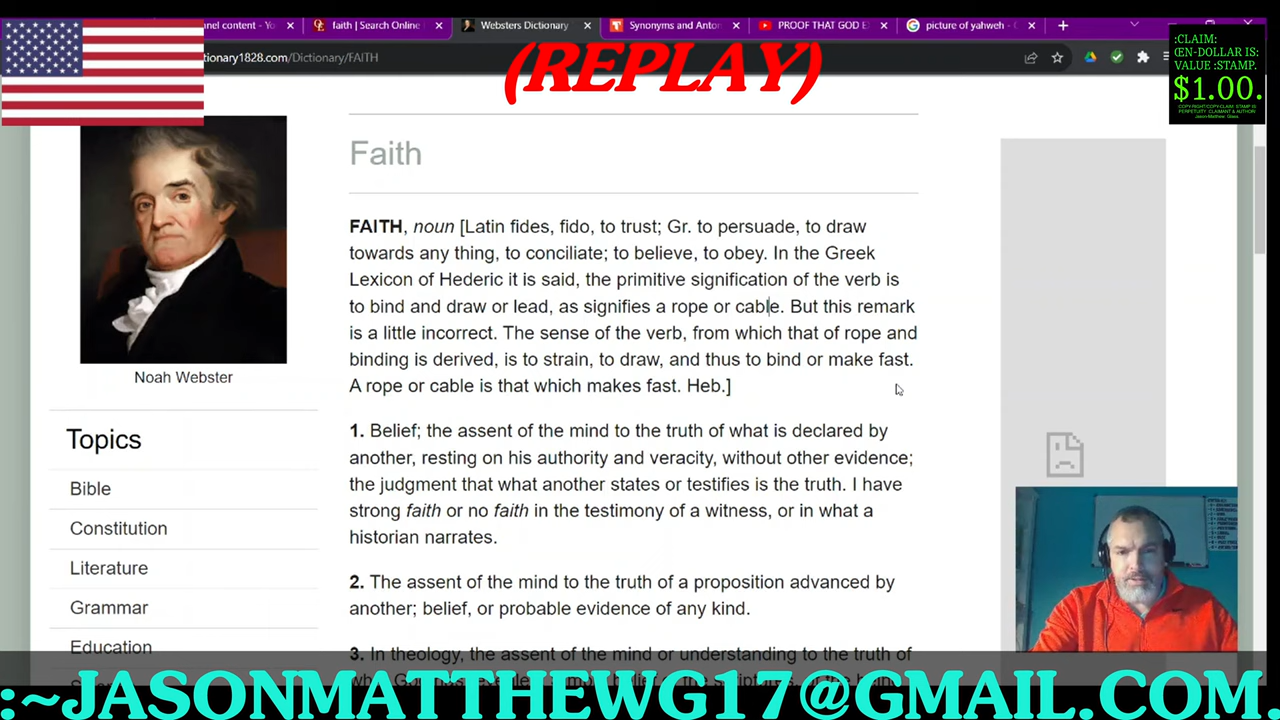 nel content - Yo
faith | Search Online
Websters Dictionary
Synonyms and Anton
PROOF THAT GOD E
picture of yahweh -
tionary1828.com/Dictionary/FAITH
(REPLAY)
:CLAIM:
ŒN-DOLLAR IS:
VALUE :STAMP.
$1.00.
Faith
FAITH, noun [Latin fides, fido, to trust; Gr. to persuade, to draw
towards any thing, to conciliate; to believe, to obey. In the Greek
Lexicon of Hederic it is said, the primitive signification of the verb is
to bind and draw or lead, as signifies a rope or cable. But this remark
is a little incorrect. The sense of the verb, from which that of rope and
binding is derived, is to strain, to draw, and thus to bind or make fast.
A rope or cable is that which makes fast. Heb.]
Noah Webster
Topics
Bible
Constitution
Literature
Grammar
Education
1. Belief; the assent of the mind to the truth of what is declared by
another, resting on his authority and veracity, without other evidence;
the judgment that what another states or testifies is the truth. I have
strong faith or no faith in the testimony of a witness, or in what a
historian narrates.
2. The assent of the mind to the truth of a proposition advanced by
another; belief, or probable evidence of any kind.
3. In theology, the assent of the mind or understanding to the truth of
:~JASONMATTHEWG17@GMAIL.COM.